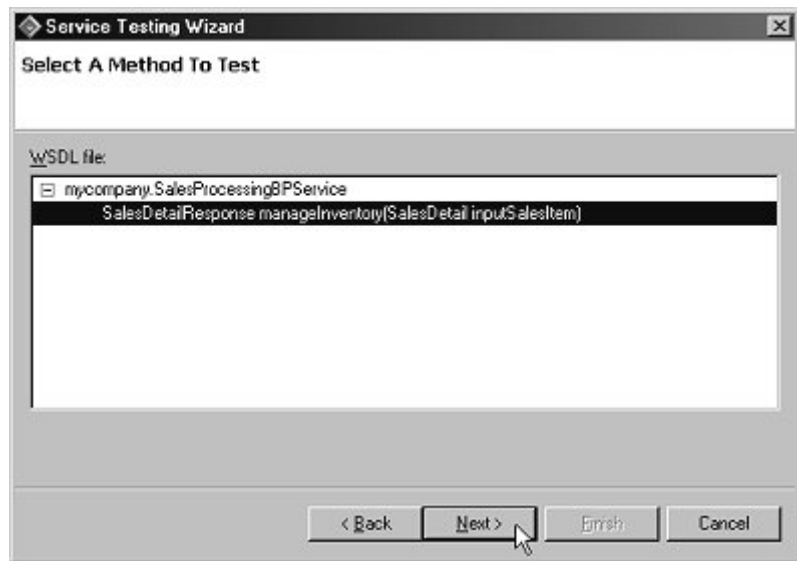 Service Testing Wizard
Select A Method To Test
WSDL file:
mycompany.SalesProcessingBPService
SalesDetailResponse manageInventory(SalesDetail inputSalesItem)
< Back Next > Finish Cancel